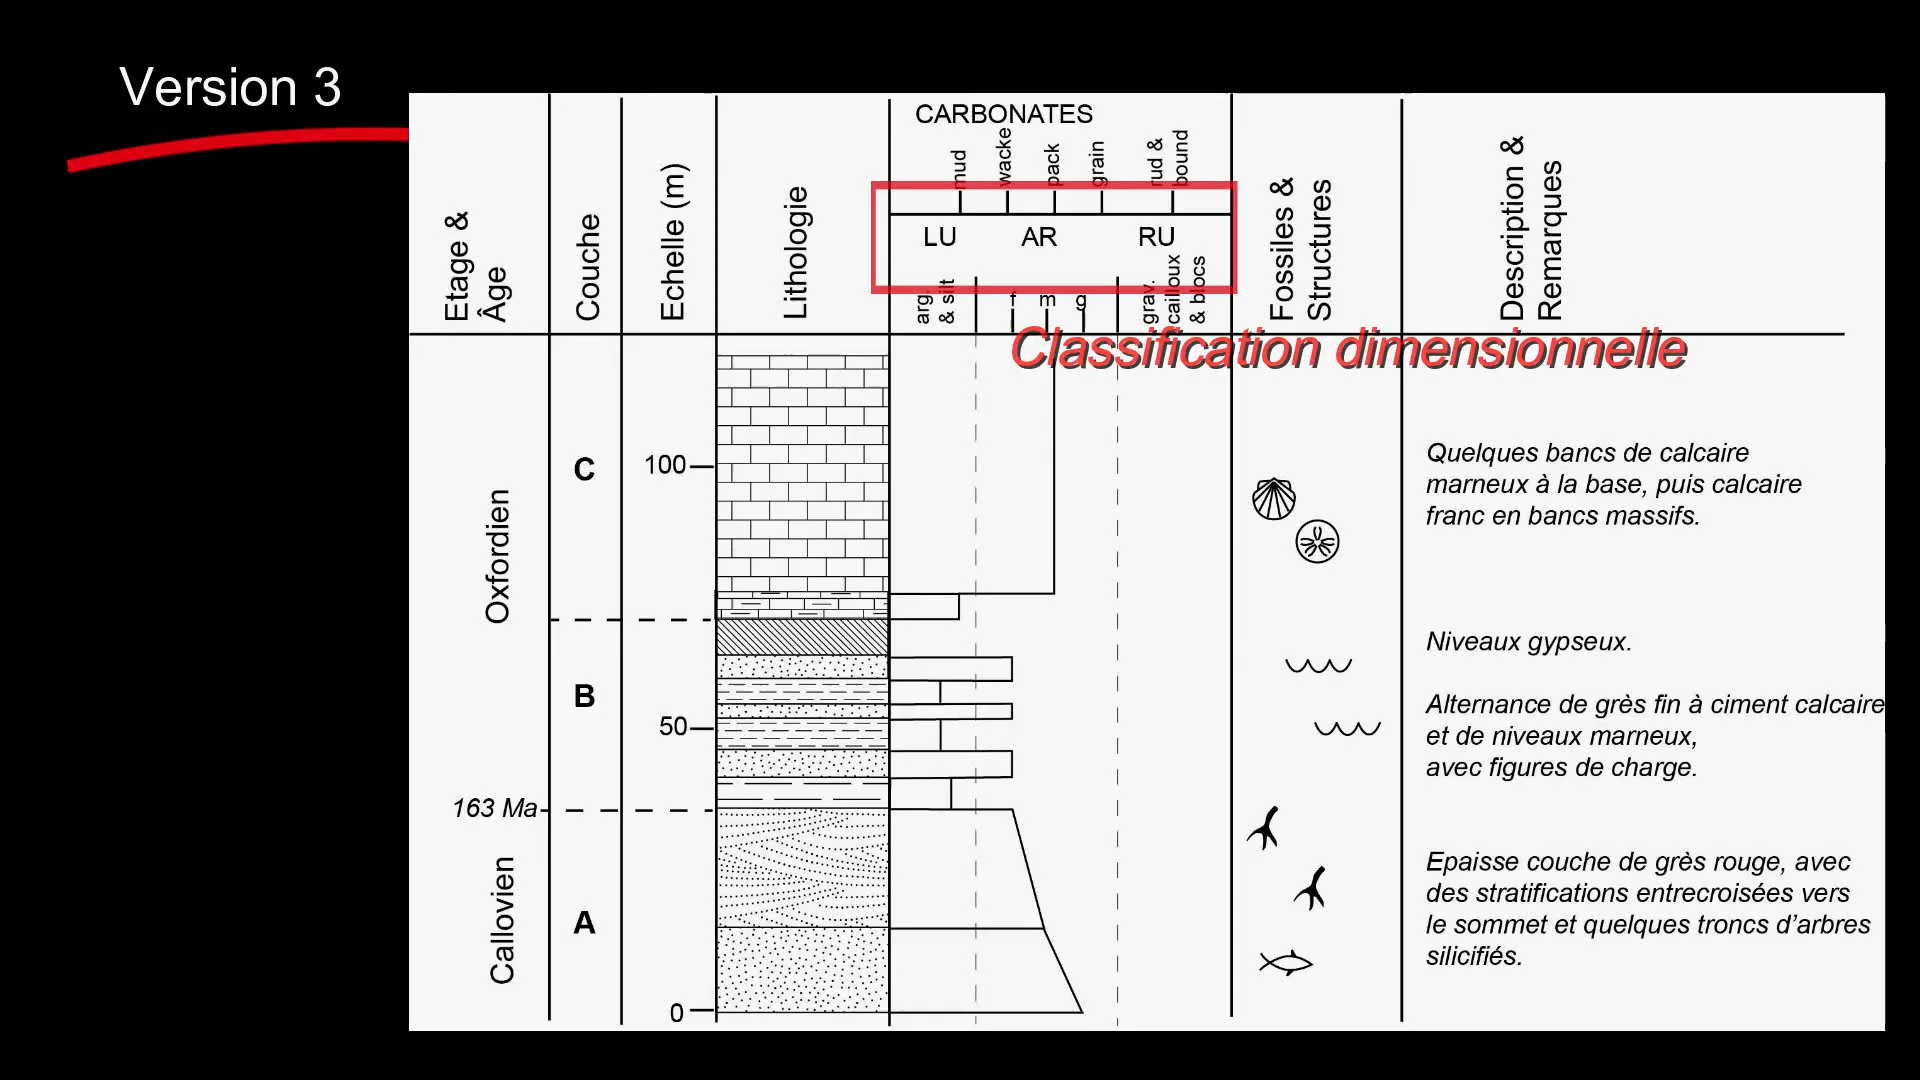 Version 3
CARBONATES
mud
wacke
pack
grain
rud &
bound
Etage &
Âge
Couche
Echelle (m)
Lithologie
LU AR RU
Fossiles &
Structures
Description &
Remarques
arg.
& silt
f m g
grav.
cailloux
& blocs
Classification dimensionnelle
Oxfordien
C
100
Quelques bancs de calcaire
marneux à la base, puis calcaire
franc en bancs massifs.
B
50
Niveaux gypseux.
Alternance de grès fin à ciment calcaire
et de niveaux marneux,
avec figures de charge.
163 Ma
Callovien
A
0
Epaisse couche de grès rouge, avec
des stratifications entrecroisées vers
le sommet et quelques troncs d’arbres
silicifiés.